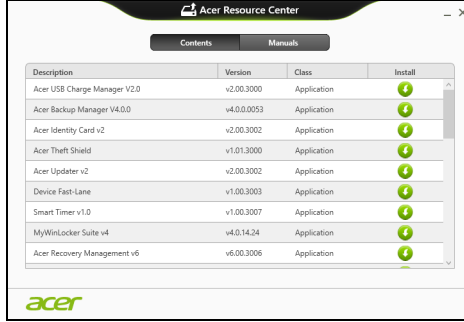 Acer Resource Center
Contents Manuals
Description Version Class Install
Acer USB Charge Manager V2.0 v2.00.3000 Application
Acer Backup Manager V4.0.0 v4.0.0.0053 Application
Acer Identity Card v2 v2.00.3002 Application
Acer Theft Shield v1.01.3000 Application
Acer Updater v2 v2.00.3002 Application
Device Fast-Lane v1.00.3003 Application
Smart Timer v1.0 v1.00.3007 Application
MyWinLocker Suite v4 v4.0.14.24 Application
Acer Recovery Management v6 v6.00.3006 Application
acer